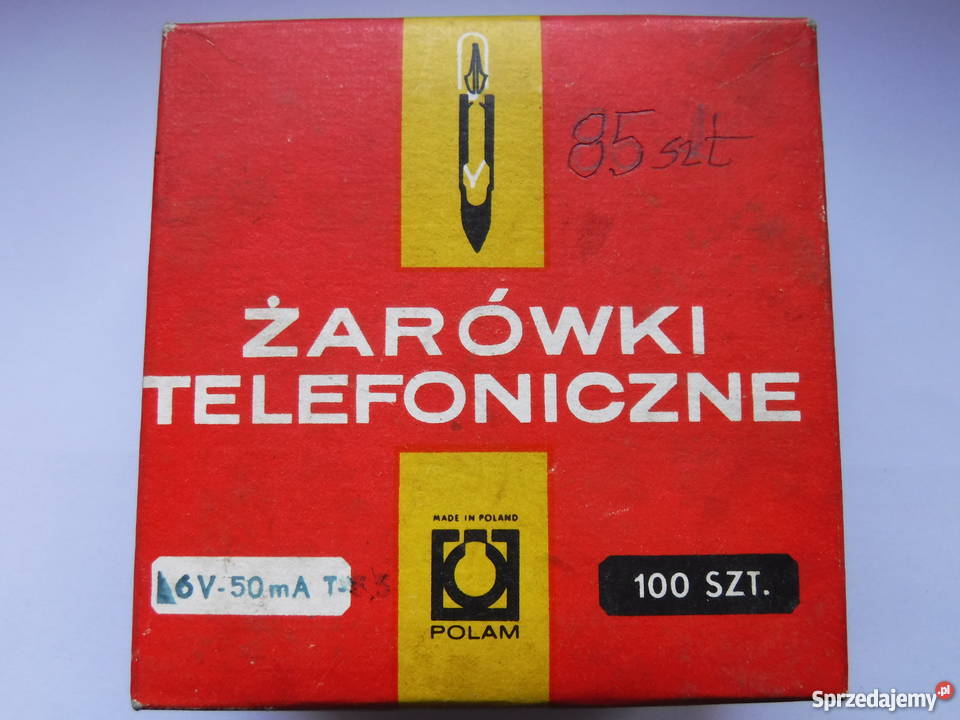 85 szt
ŻARÓWKI
TELEFONICZNE
MADE IN POLAND
6V-50mA
100 SZT.
POLAM
Sprzedajemy.pl